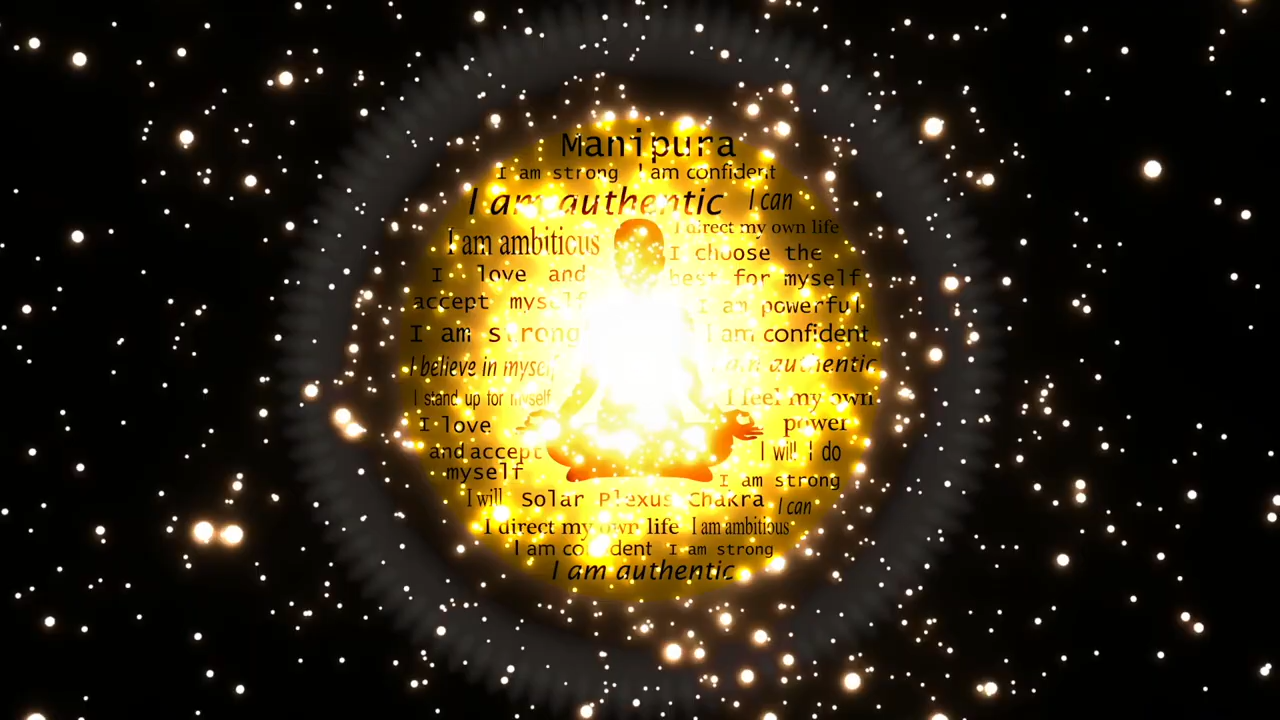 Manipura
I am strong I am confident
I am authentic I can
I am ambiticus I direct my own life
I choose the
I love and best for myself
accept myself I am powerful
I am strong I am confident
I believe in myself I am authentic
I stand up for myself I feel my own
I love power
and accept I will I do
myself I am strong
I will Solar Plexus Chakra I can
I direct my own life I am ambitious
I am confident I am strong
I am authentic